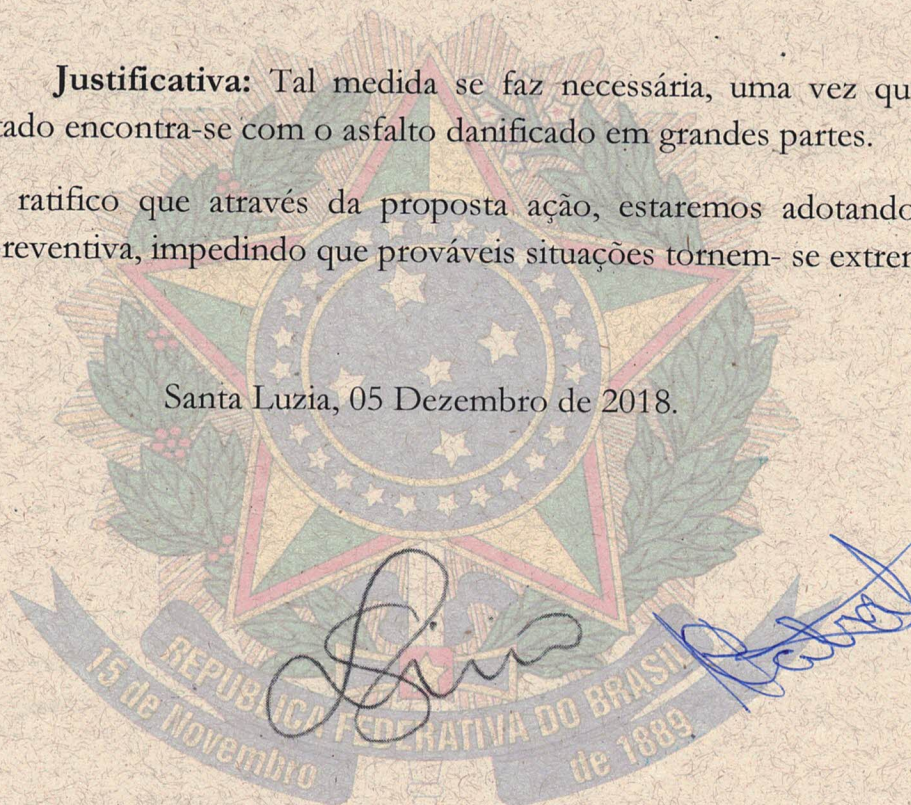 Justificativa: Tal medida se faz necessária, uma vez qu
tado encontra-se com o asfalto danificado em grandes partes.
ratifico que através da proposta ação, estaremos adotando
reventiva, impedindo que prováveis situações tornem- se extrer
Santa Luzia, 05 Dezembro de 2018.
REPUBLICA FEDERATIVA DO BRASIL
15 de Novembro de 1889